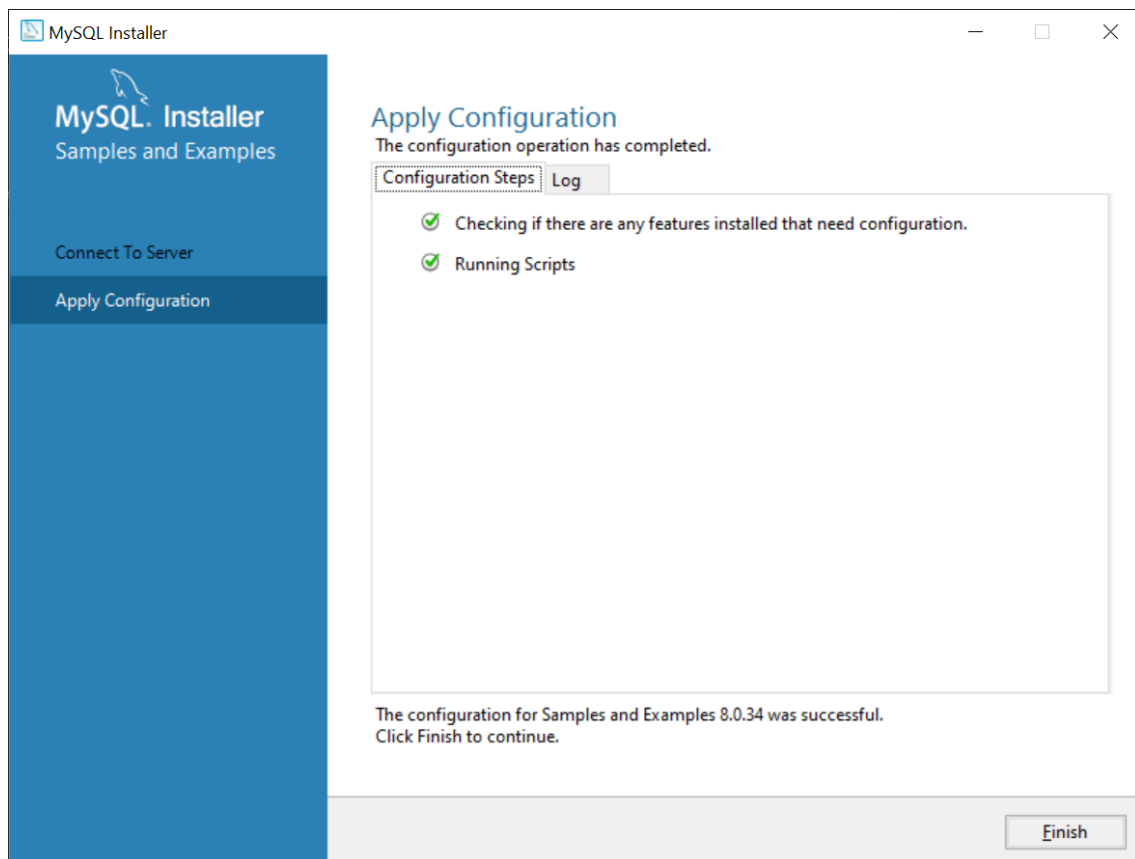 MySQL Installer
MySQL. Installer
Samples and Examples
Connect To Server
Apply Configuration
Apply Configuration
The configuration operation has completed.
Configuration Steps
Log
Checking if there are any features installed that need configuration.
Running Scripts
The configuration for Samples and Examples 8.0.34 was successful.
Click Finish to continue.
Finish